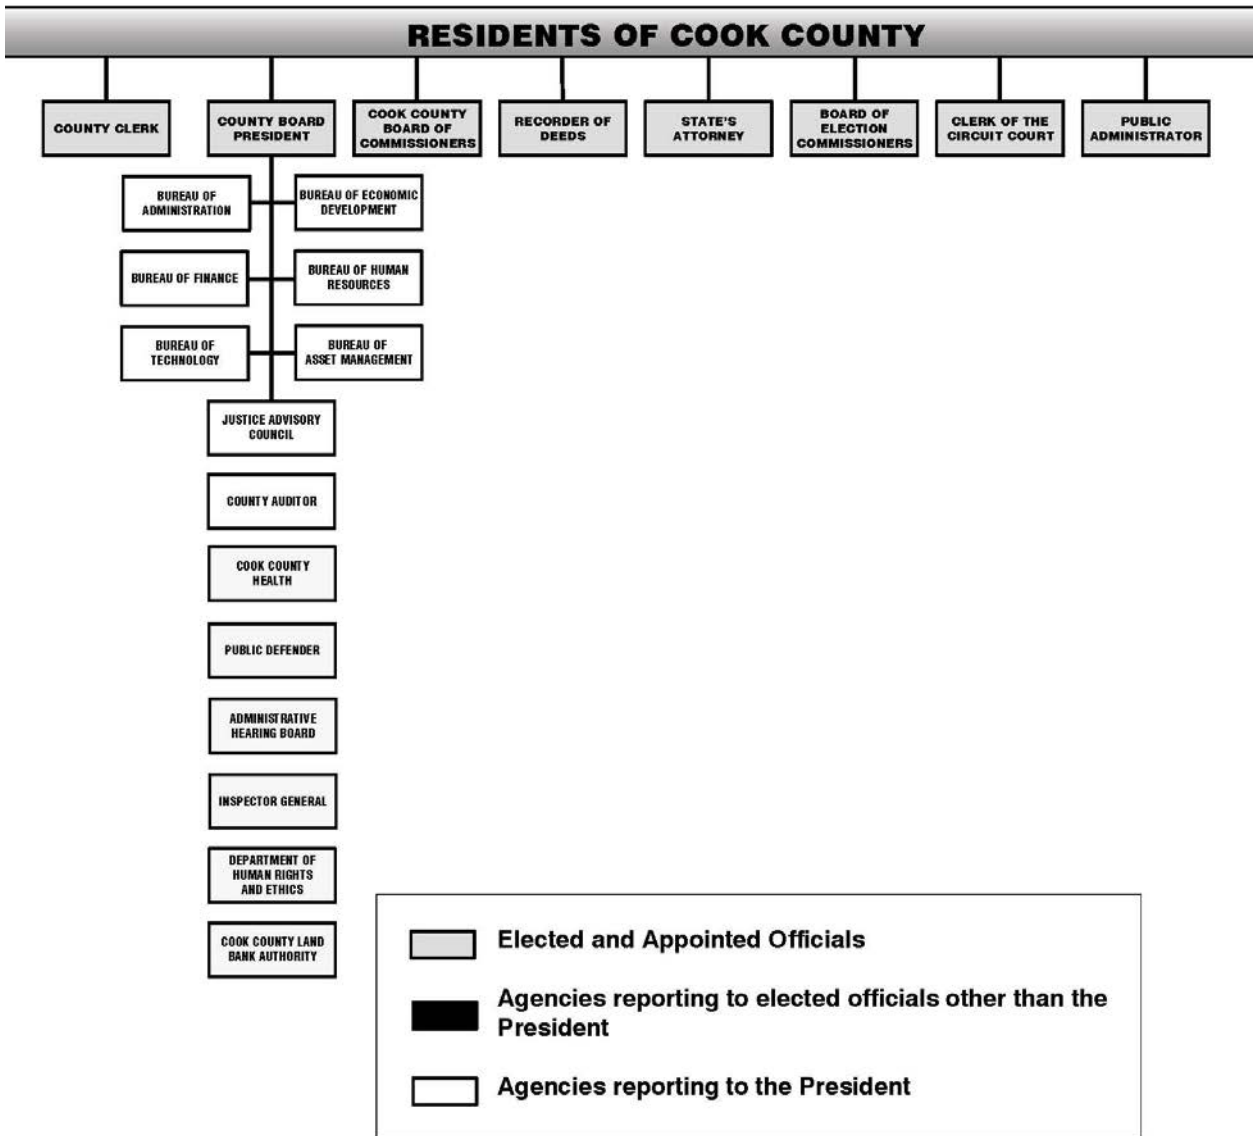 RESIDENTS OF COOK COUNTY
COUNTY CLERK
COUNTY BOARD
PRESIDENT
COOK COUNTY
BOARD OF
COMMISSIONERS
RECORDER OF
DEEDS
STATE'S
ATTORNEY
BOARD OF
ELECTION
COMMISSIONERS
CLERK OF THE
CIRCUIT COURT
PUBLIC
ADMINISTRATOR
BUREAU OF
ADMINISTRATION
BUREAU OF ECONOMIC
DEVELOPMENT
BUREAU OF FINANCE
BUREAU OF HUMAN
RESOURCES
BUREAU OF
TECHNOLOGY
BUREAU OF
ASSET MANAGEMENT
JUSTICE ADVISORY
COUNCIL
COUNTY AUDITOR
COOK COUNTY
HEALTH
PUBLIC DEFENDER
ADMINISTRATIVE
HEARING BOARD
INSPECTOR GENERAL
DEPARTMENT OF
HUMAN RIGHTS
AND ETHICS
COOK COUNTY LAND
BANK AUTHORITY
Elected and Appointed Officials
Agencies reporting to elected officials other than the
President
Agencies reporting to the President